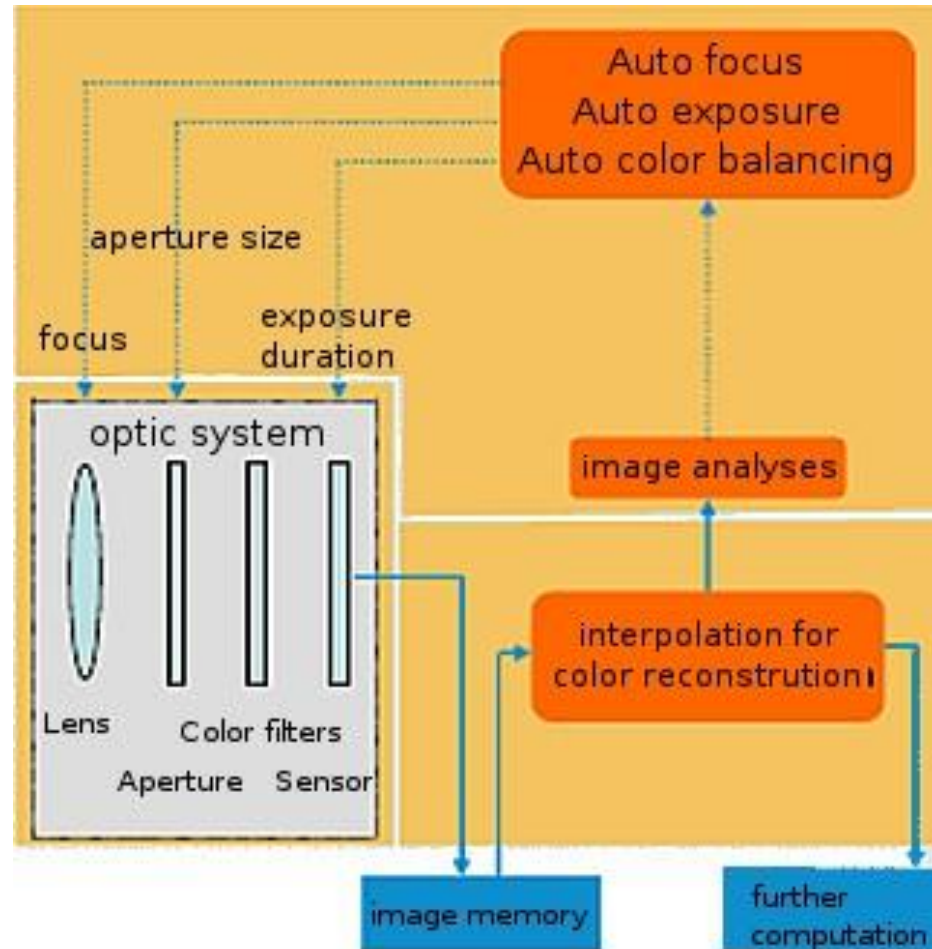 Auto focus
Auto exposure
Auto color balancing
aperture size
focus
exposure
duration
optic system
image analyses
interpolation for
color reconstrution
Lens
Color filters
Aperture
Sensor
image memory
further
computation